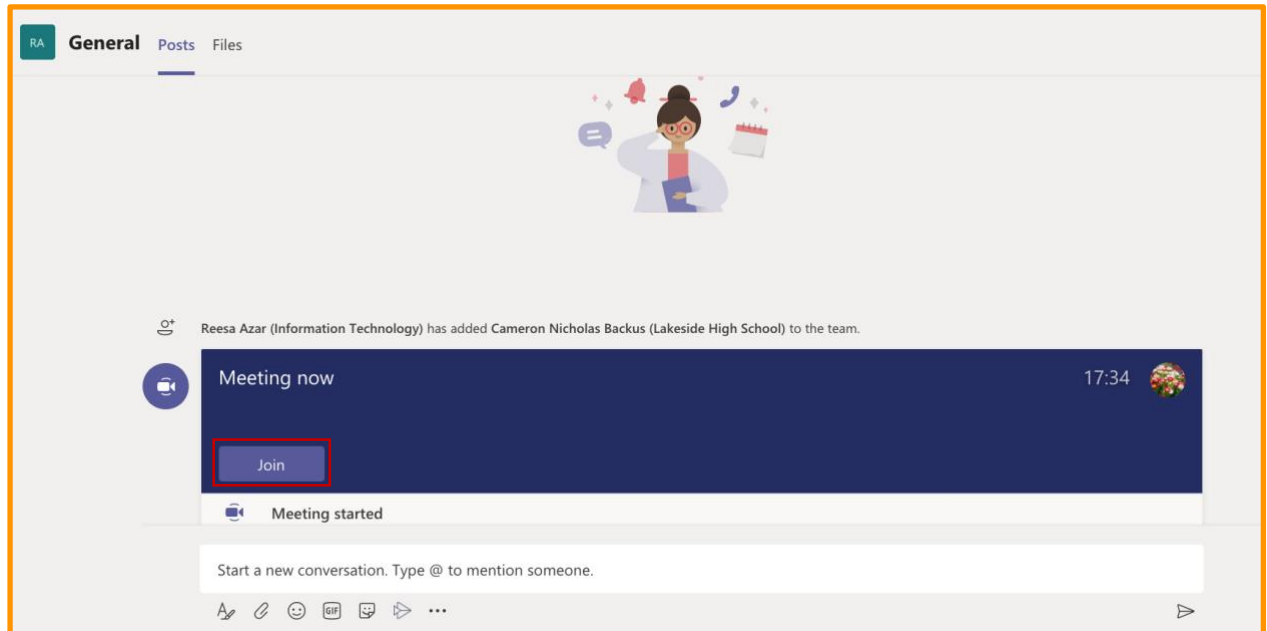 RA General Posts Files
Reesa Azar (Information Technology) has added Cameron Nicholas Backus (Lakeside High School) to the team.
Meeting now 17:34
Join
Meeting started
Start a new conversation. Type @ to mention someone.
GIF